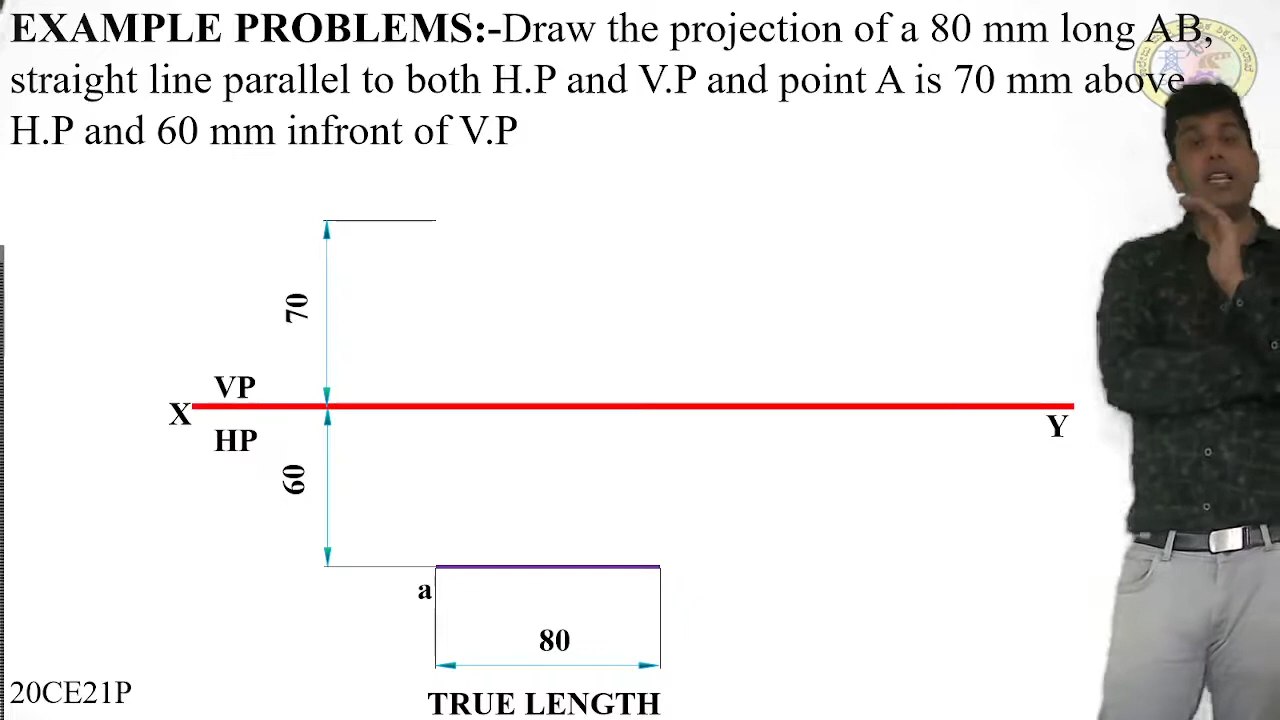 EXAMPLE PROBLEMS:-Draw the projection of a 80 mm long AB,
straight line parallel to both H.P and V.P and point A is 70 mm above
H.P and 60 mm infront of V.P
70
VP
X
HP
Y
60
a
80
20CE21P
TRUE LENGTH